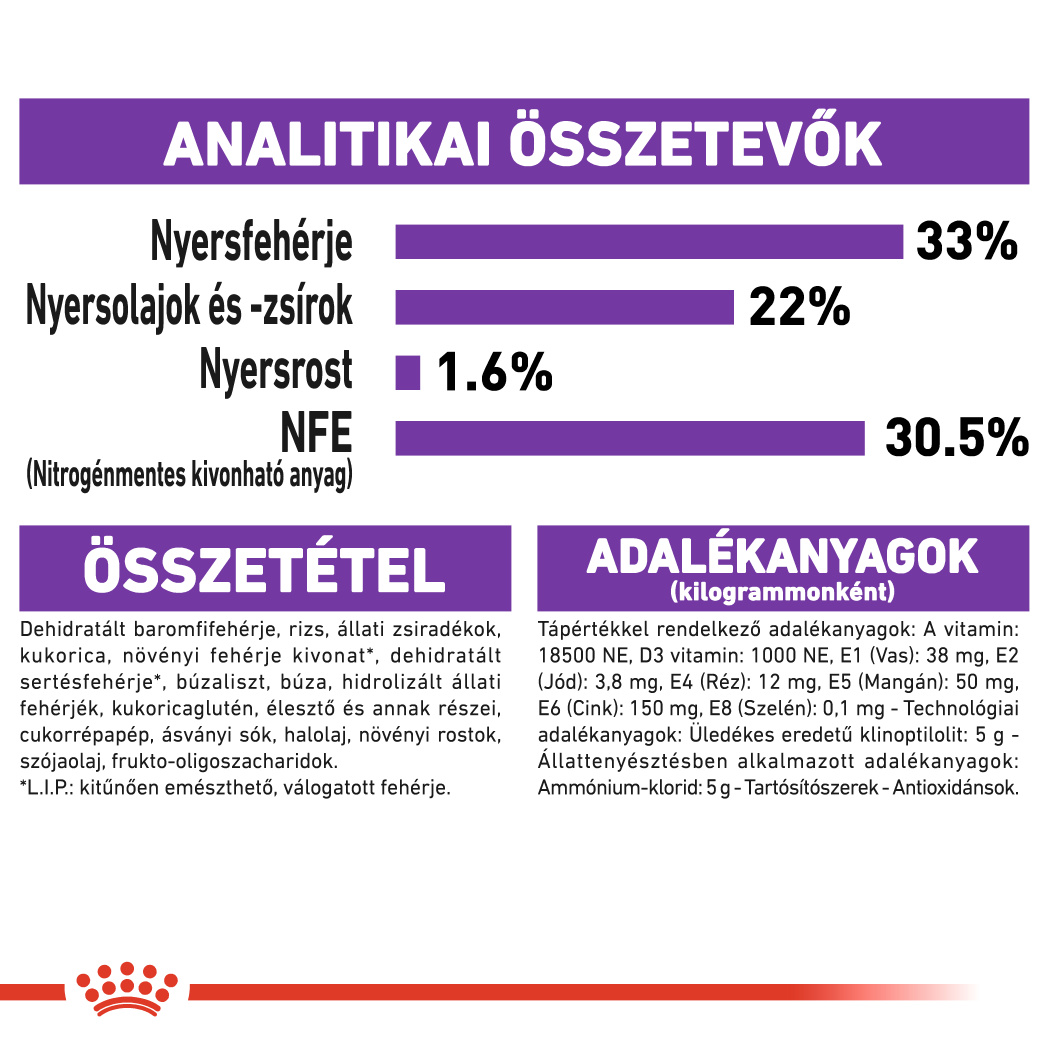 ANALITIKAI ÖSSZETEVŐK
Nyersfehérje 33%
Nyersolajok és -zsírok 22%
Nyersrost 1.6%
NFE 30.5%
(Nitrogénmentes kivonható anyag)
ÖSSZETÉTEL
Dehidratált baromfifehérje, rizs, állati zsiradékok,
kukorica, növényi fehérje kivonat*, dehidratált
sertésfehérje*, búzaliszt, búza, hidrolizált állati
fehérjék, kukoricaglutén, élesztő és annak részei,
cukorrépapép, ásványi sók, halolaj, növényi rostok,
szójaolaj, frukto-oligoszacharidok.
*L.I.P.: kitűnően emészthető, válogatott fehérje.
ADALÉKANYAGOK
(kilogrammonként)
Tápértékkel rendelkező adalékanyagok: A vitamin:
18500 NE, D3 vitamin: 1000 NE, E1 (Vas): 38 mg, E2
(Jód): 3,8 mg, E4 (Réz): 12 mg, E5 (Mangán): 50 mg,
E6 (Cink): 150 mg, E8 (Szelén): 0,1 mg - Technológiai
adalékanyagok: Üledékes eredetű klinoptilolit: 5 g -
Állattenyésztésben alkalmazott adalékanyagok:
Ammónium-klorid: 5 g - Tartósítószerek - Antioxidánsok.